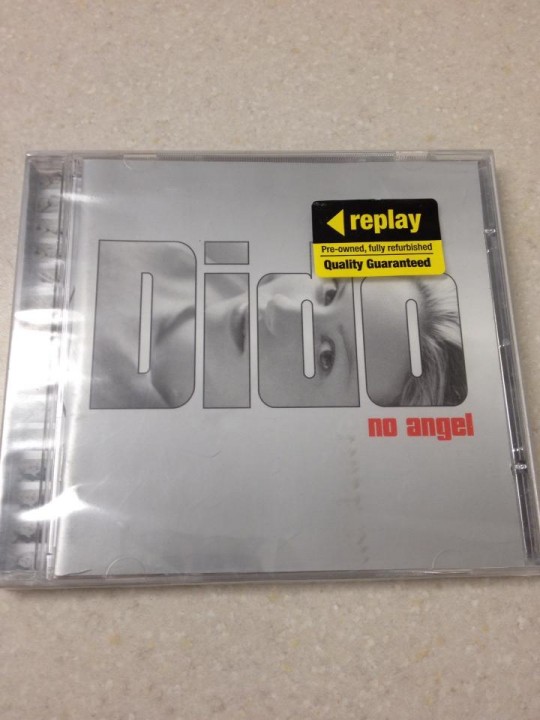 replay
Pre-owned, fully refurbished
Quality Guaranteed
Dido
no angel